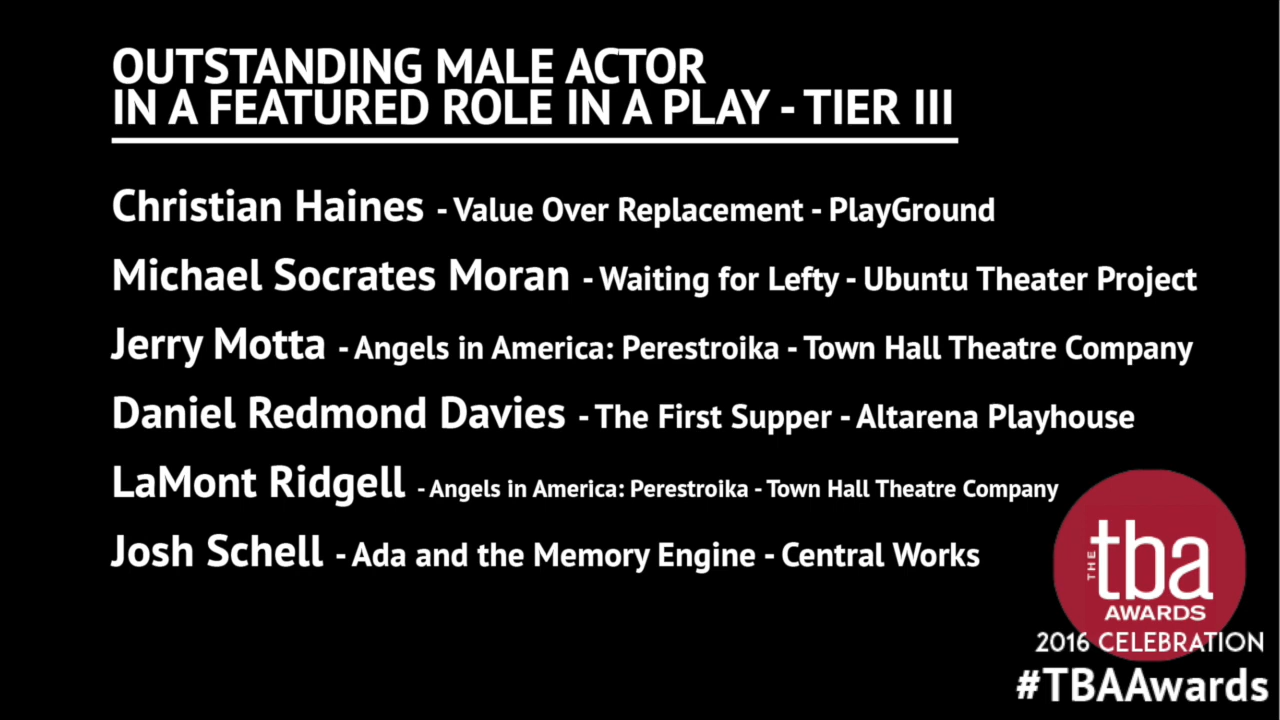 OUTSTANDING MALE ACTOR
IN A FEATURED ROLE IN A PLAY - TIER III
Christian Haines - Value Over Replacement - PlayGround
Michael Socrates Moran - Waiting for Lefty - Ubuntu Theater Project
Jerry Motta - Angels in America: Perestroika - Town Hall Theatre Company
Daniel Redmond Davies - The First Supper - Altarena Playhouse
LaMont Ridgell - Angels in America: Perestroika - Town Hall Theatre Company
Josh Schell - Ada and the Memory Engine - Central Works
THE tba
AWARDS
2016 CELEBRATION
#TBAAwards